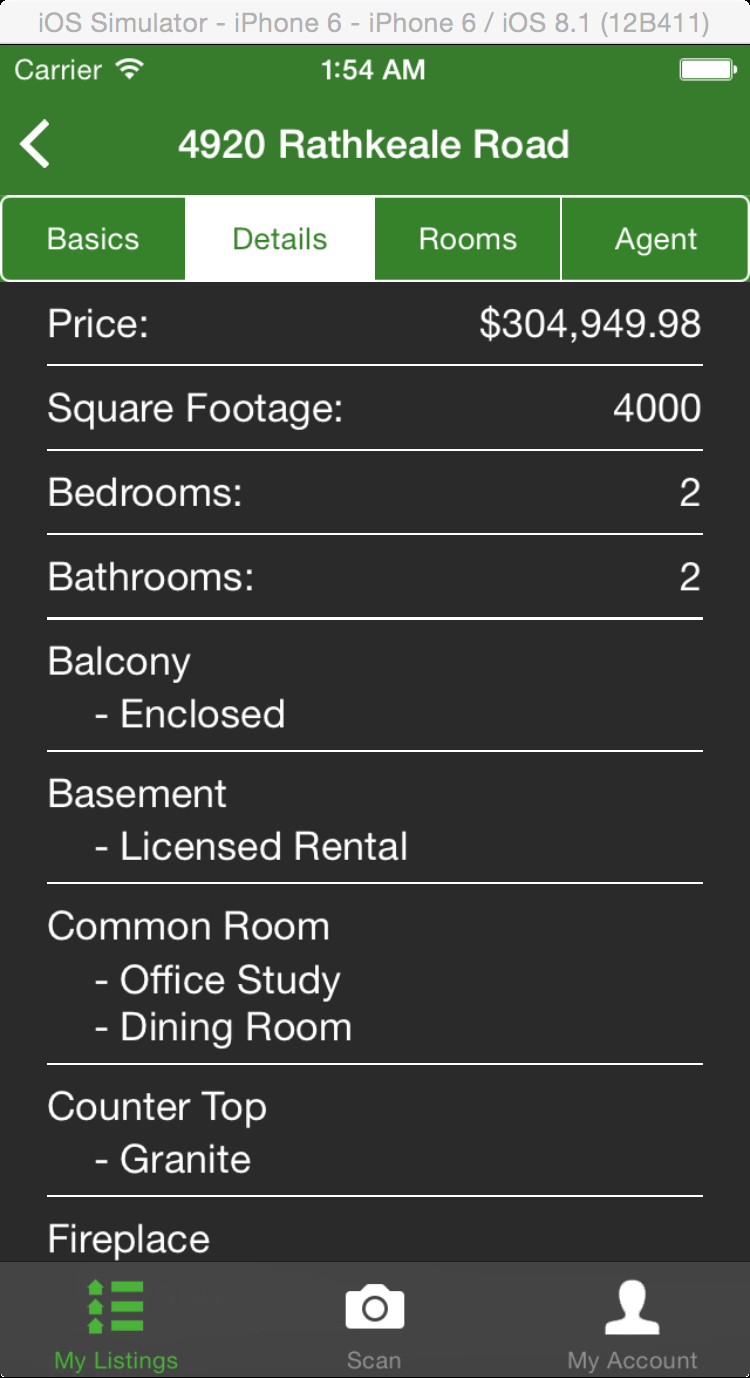 iOS Simulator - iPhone 6 - iPhone 6 / iOS 8.1 (12B411)
Carrier 1:54 AM
4920 Rathkeale Road
Basics Details Rooms Agent
Price: $304,949.98
Square Footage: 4000
Bedrooms: 2
Bathrooms: 2
Balcony
- Enclosed
Basement
- Licensed Rental
Common Room
- Office Study
- Dining Room
Counter Top
- Granite
Fireplace
My Listings Scan My Account